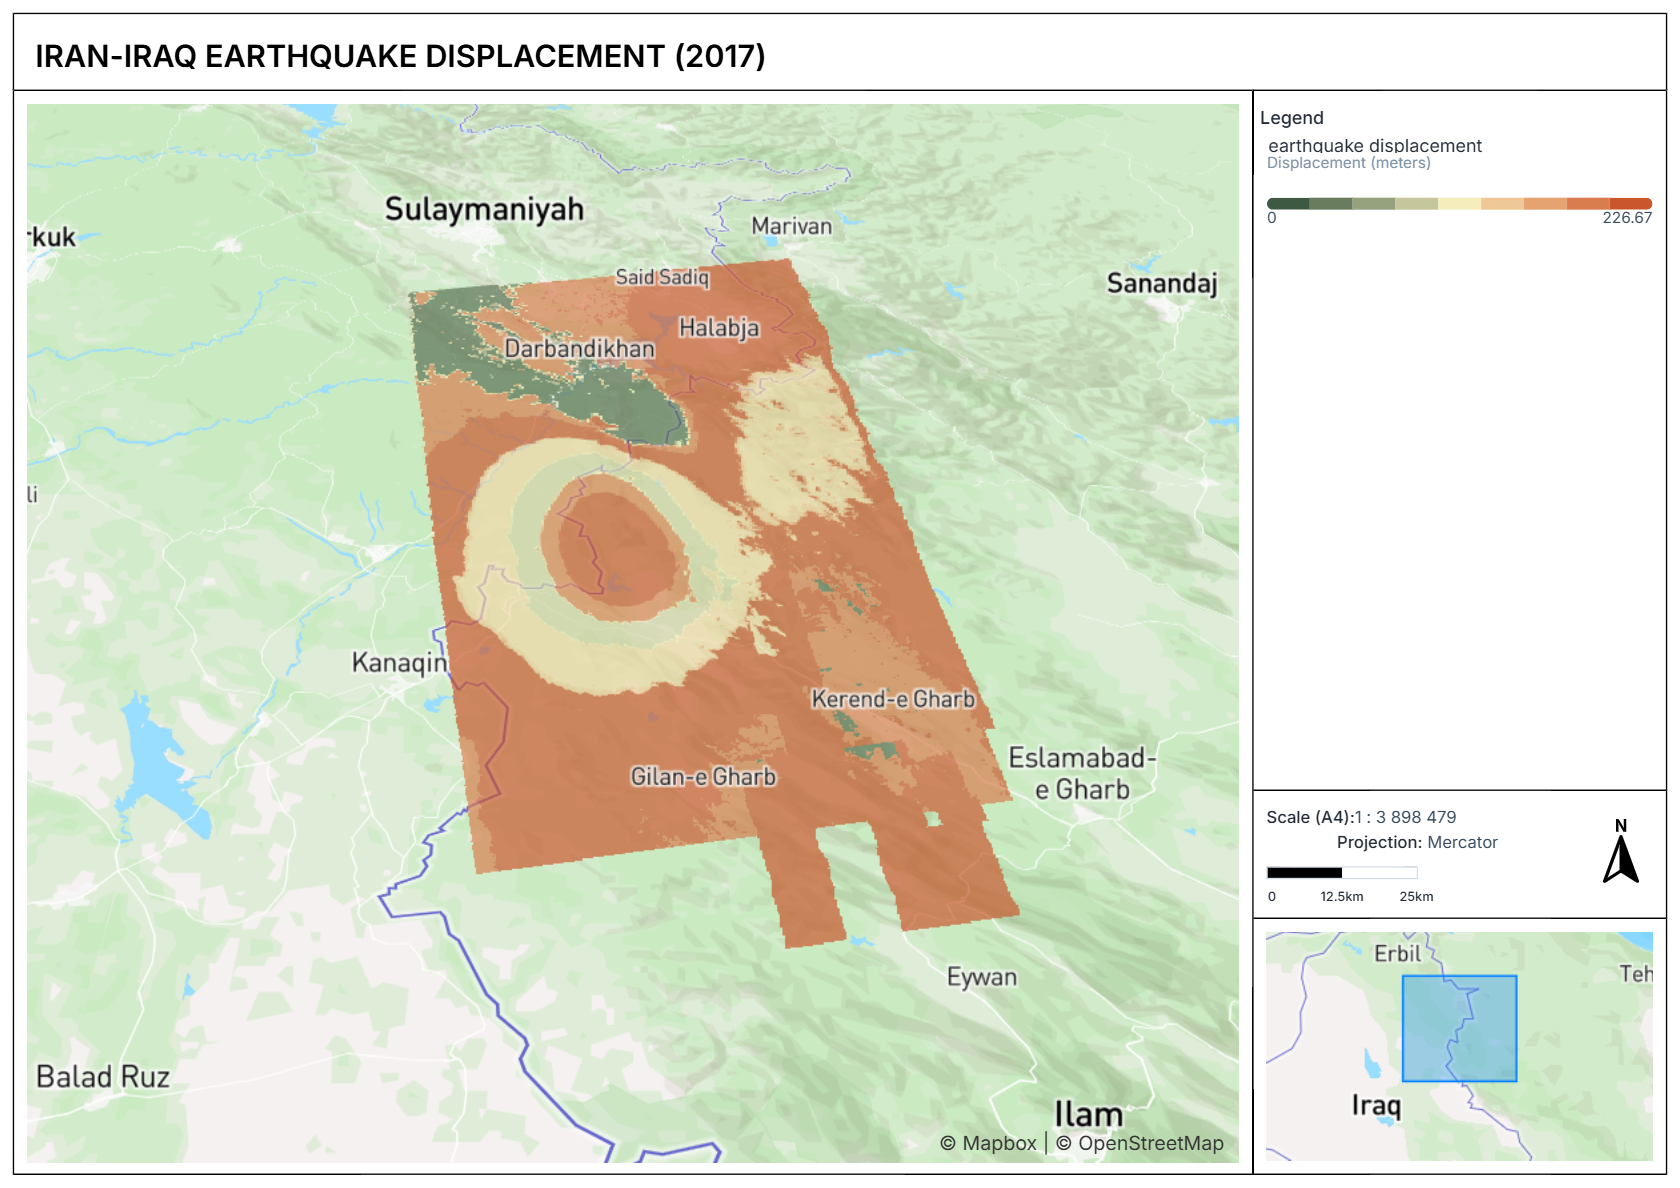 IRAN-IRAQ EARTHQUAKE DISPLACEMENT (2017)
Legend
earthquake displacement
Displacement (meters)
0
226.67
Sulaymaniyah
rkuk
Marivan
Said Sadiq
Sanandaj
Halabja
Darbandikhan
li
Kanaqin
Kerend-e Gharb
Gilan-e Gharb
Eslamabad-
e Gharb
Eywan
Balad Ruz
Ilam
© Mapbox | © OpenStreetMap
Scale (A4):1 : 3 898 479
Projection: Mercator
N
0 12.5km 25km
Erbil
Teh
Iraq